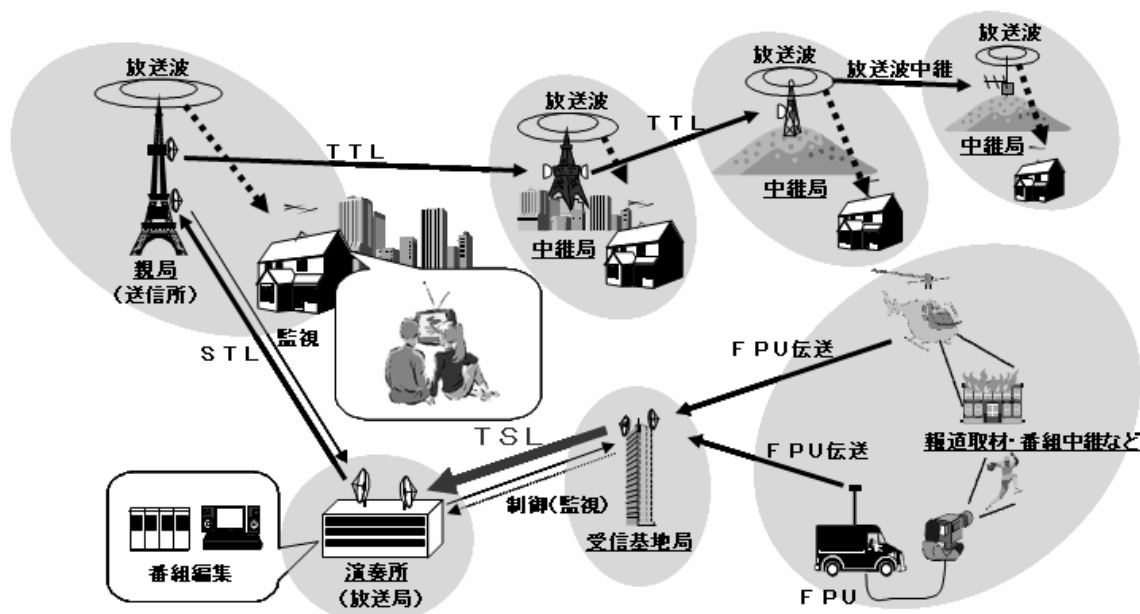 放送波
放送波
放送波
放送波
放送波中継
ＴＴＬ
ＴＴＬ
中継局
中継局
中継局
親局
（送信所）
監視
ＳＴＬ
ＦＰＵ伝送
ＴＳＬ
ＦＰＵ伝送
報道取材・番組中継など
制御（監視）
受信基地局
番組編集
演奏所
（放送局）
ＦＰＵ